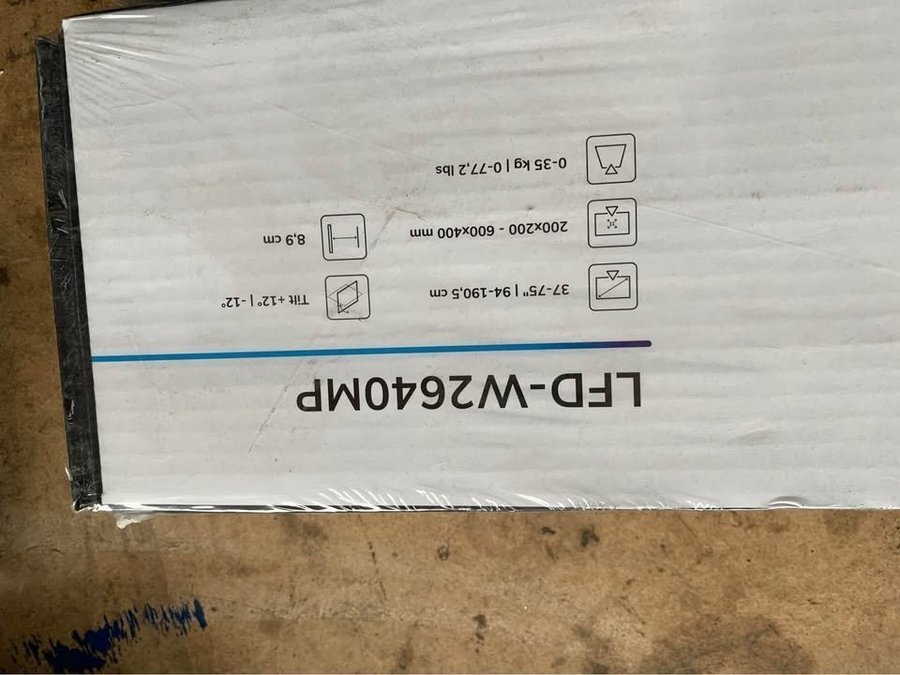 LFD-W2640MP
37-75" | 94-190,5 cm
Tilt +12° | -12°
200x200 - 600x400 mm
8,9 cm
0-35 kg | 0-77,2 lbs